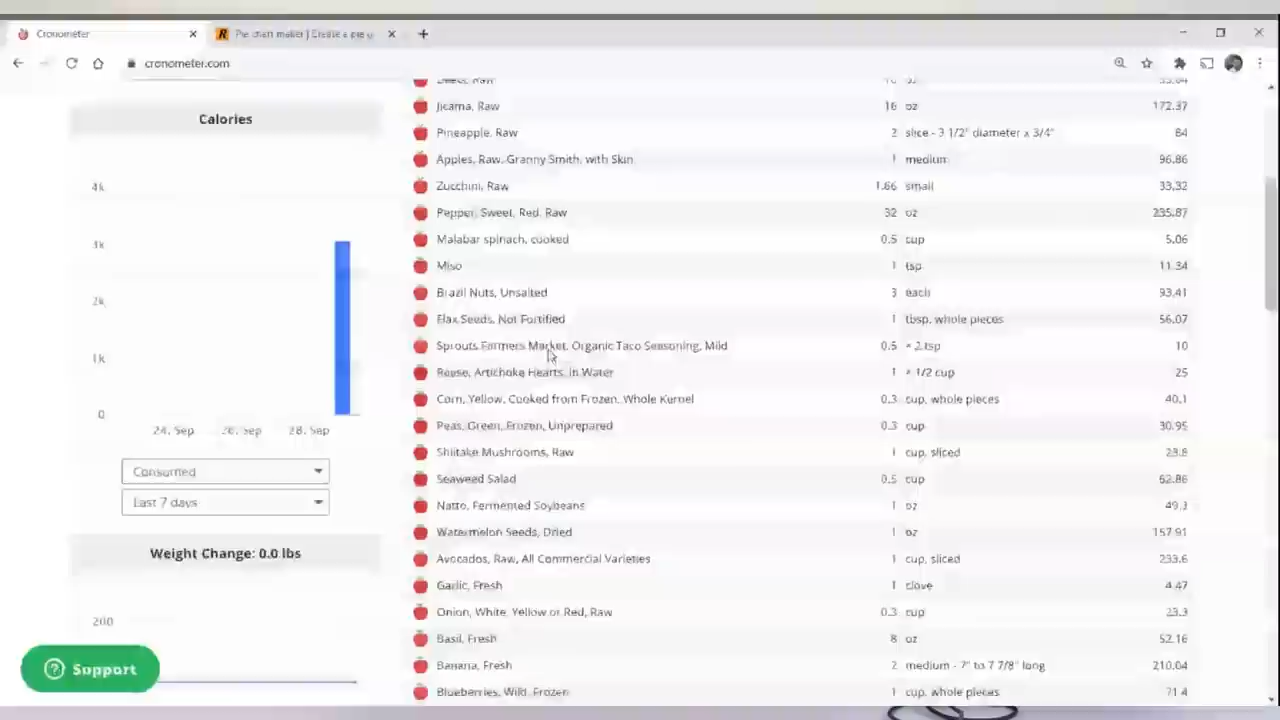 Cronometer
Pie chart maker | Create a pie g
cronometer.com
Calories
4k
3k
2k
1k
0
24. Sep 26. Sep 28. Sep
Consumed
Last 7 days
Weight Change: 0.0 lbs
200
Support
Jicama, Raw 16 oz 172.37
Pineapple, Raw 2 slice - 3 1/2" diameter x 3/4" 84
Apples, Raw, Granny Smith, with Skin 1 medium 96.86
Zucchini, Raw 1.66 small 33.32
Pepper, Sweet, Red, Raw 32 oz 235.87
Malabar spinach, cooked 0.5 cup 5.06
Miso 1 tsp 11.34
Brazil Nuts, Unsalted 3 each 93.41
Flax Seeds, Not Fortified 1 tbsp, whole pieces 56.07
Sprouts Farmers Market, Organic Taco Seasoning, Mild 0.5 × 2 tsp 10
Reese, Artichoke Hearts, in Water 1 × 1/2 cup 25
Corn, Yellow, Cooked from Frozen, Whole Kernel 0.3 cup, whole pieces 40.1
Peas, Green, Frozen, Unprepared 0.3 cup 30.95
Shiitake Mushrooms, Raw 1 cup, sliced 23.8
Seaweed Salad 0.5 cup 62.86
Natto, Fermented Soybeans 1 oz 49.3
Watermelon Seeds, Dried 1 oz 157.91
Avocados, Raw, All Commercial Varieties 1 cup, sliced 233.6
Garlic, Fresh 1 clove 4.47
Onion, White, Yellow or Red, Raw 0.3 cup 23.3
Basil, Fresh 8 oz 52.16
Banana, Fresh 2 medium - 7" to 7 7/8" long 210.04
Blueberries, Wild, Frozen 1 cup, whole pieces 71.4